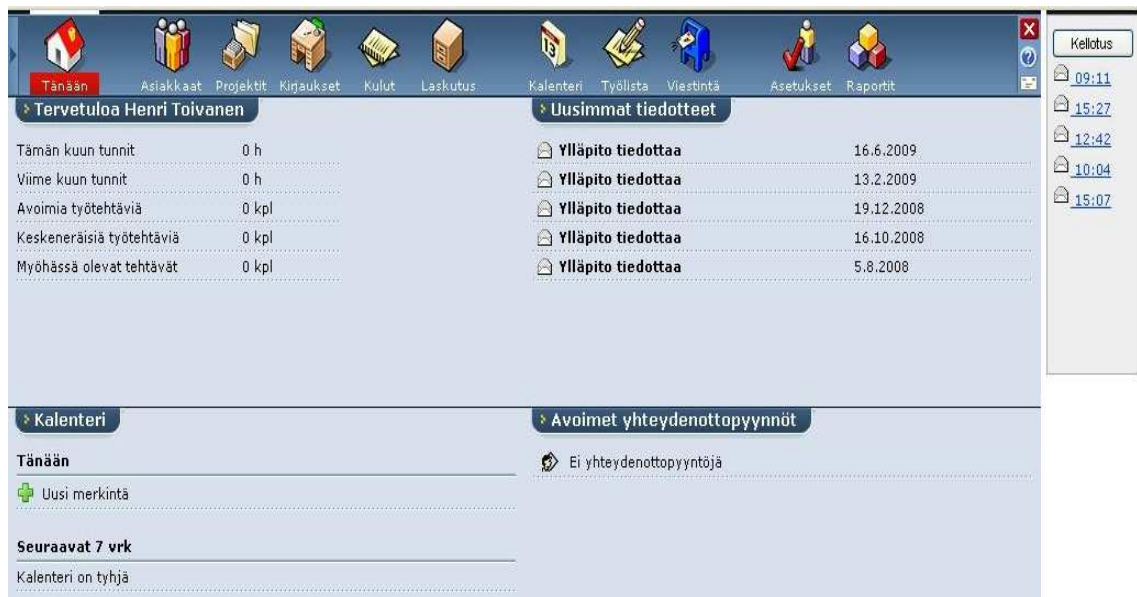 Tänään Asiakkaat Projektit Kirjaukset Kulut Laskutus Kalenteri Työlista Viestintä Asetukset Raportit
13
Tervetuloa Henri Toivanen
Tämän kuun tunnit 0 h
Viime kuun tunnit 0 h
Avoimia työtehtäviä 0 kpl
Keskeneräisiä työtehtäviä 0 kpl
Myöhässä olevat tehtävät 0 kpl
Uusimmat tiedotteet
Ylläpito tiedottaa 16.6.2009
Ylläpito tiedottaa 13.2.2009
Ylläpito tiedottaa 19.12.2008
Ylläpito tiedottaa 16.10.2008
Ylläpito tiedottaa 5.8.2008
Kalenteri
Tänään
Uusi merkintä
Seuraavat 7 vrk
Kalenteri on tyhjä
Avoimet yhteydenottopyynnöt
Ei yhteydenottopyyntöjä
Kellotus
09:11
15:27
12:42
10:04
15:07